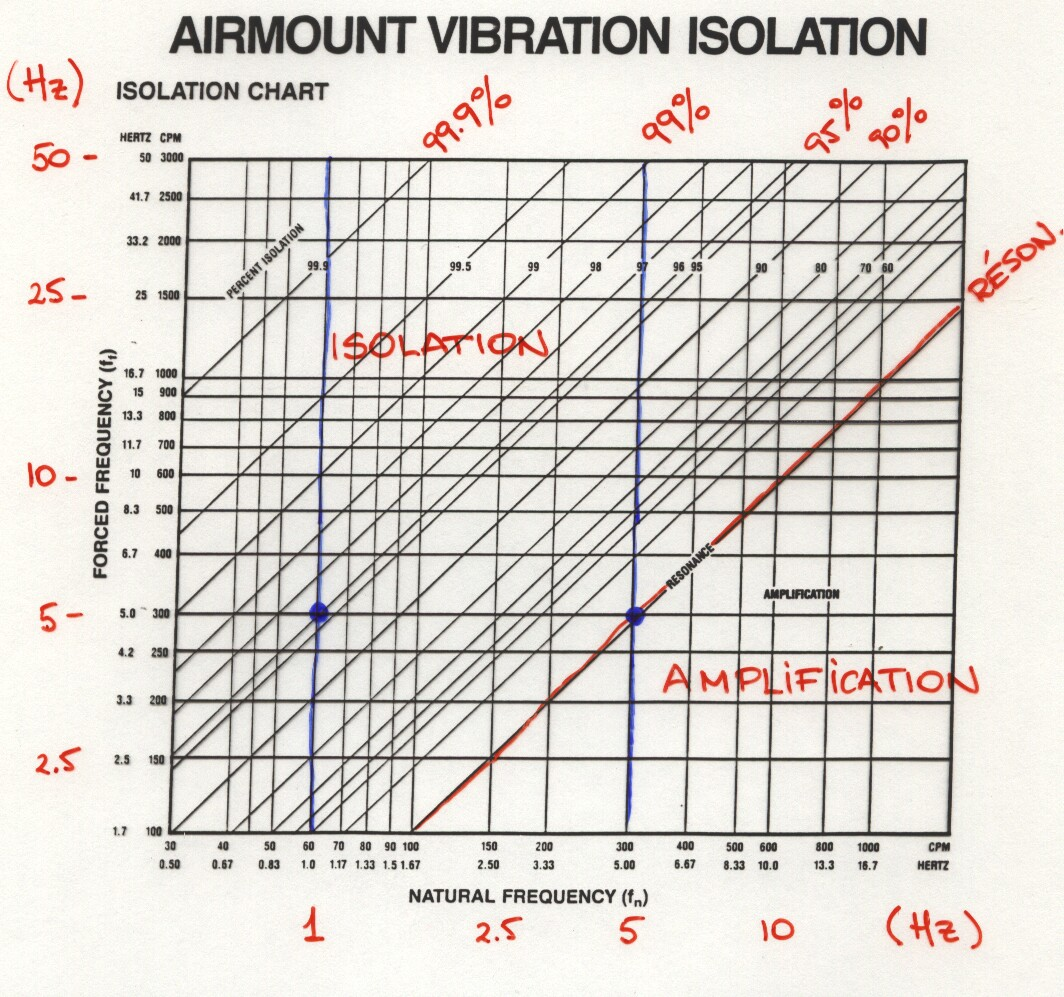 AIRMOUNT VIBRATION ISOLATION
(Hz)
ISOLATION CHART
99.9%
99%
95%
90%
HERTZ CPM
50 -
50 3000
41.7 2500
33.2 2000
PERCENT ISOLATION
99.9 99.5 99 98 97 96 95 90 80 70 60
RÉSON.
25 -
25 1500
ISOLATION
16.7 1000
15 900
13.3 800
11.7 700
10 -
10 600
8.3 500
6.7 400
FORCED FREQUENCY (f₁)
RESONANCE
AMPLIFICATION
5 -
5.0 300
4.2 250
AMPLiFiCATION
3.3 200
2.5
2.5 150
1.7 100
30 40 50 60 70 80 90 100 150 200 300 400 500 600 800 1000 CPM
0.50 0.67 0.83 1.0 1.17 1.33 1.5 1.67 2.50 3.33 5.00 6.67 8.33 10.0 13.3 16.7 HERTZ
NATURAL FREQUENCY (fₙ)
1 2.5 5 10 (Hz)